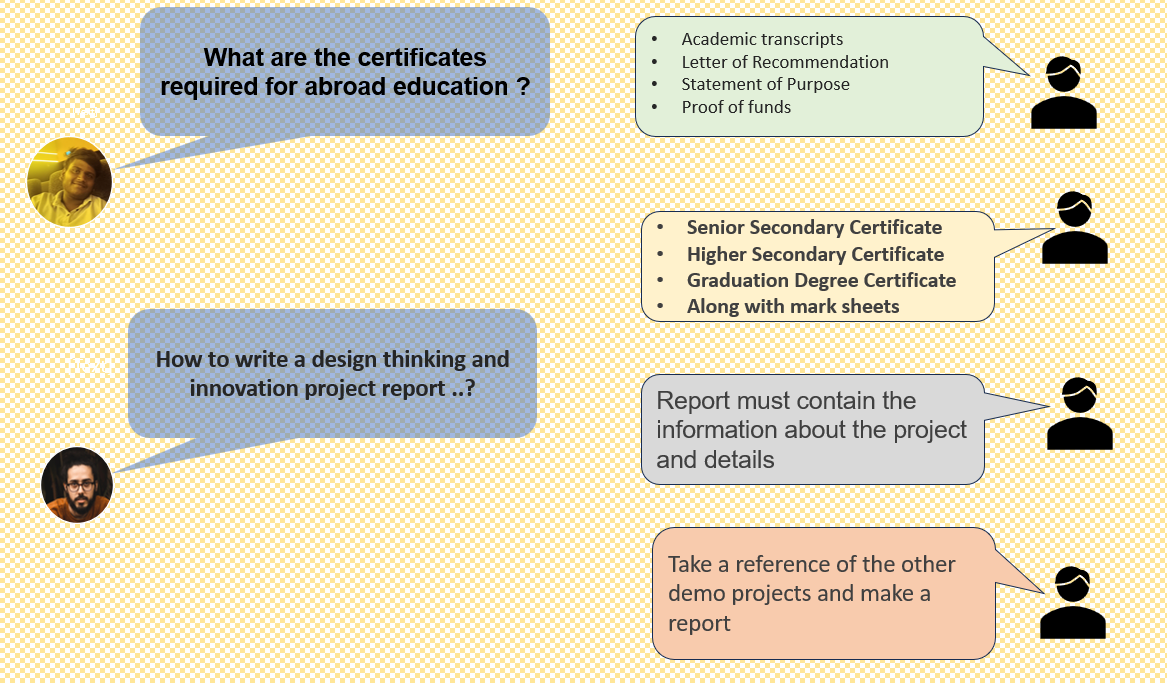 What are the certificates
required for abroad education ?
• Academic transcripts
• Letter of Recommendation
• Statement of Purpose
• Proof of funds
• Senior Secondary Certificate
• Higher Secondary Certificate
• Graduation Degree Certificate
• Along with mark sheets
How to write a design thinking and
innovation project report ..?
Report must contain the
information about the project
and details
Take a reference of the other
demo projects and make a
report